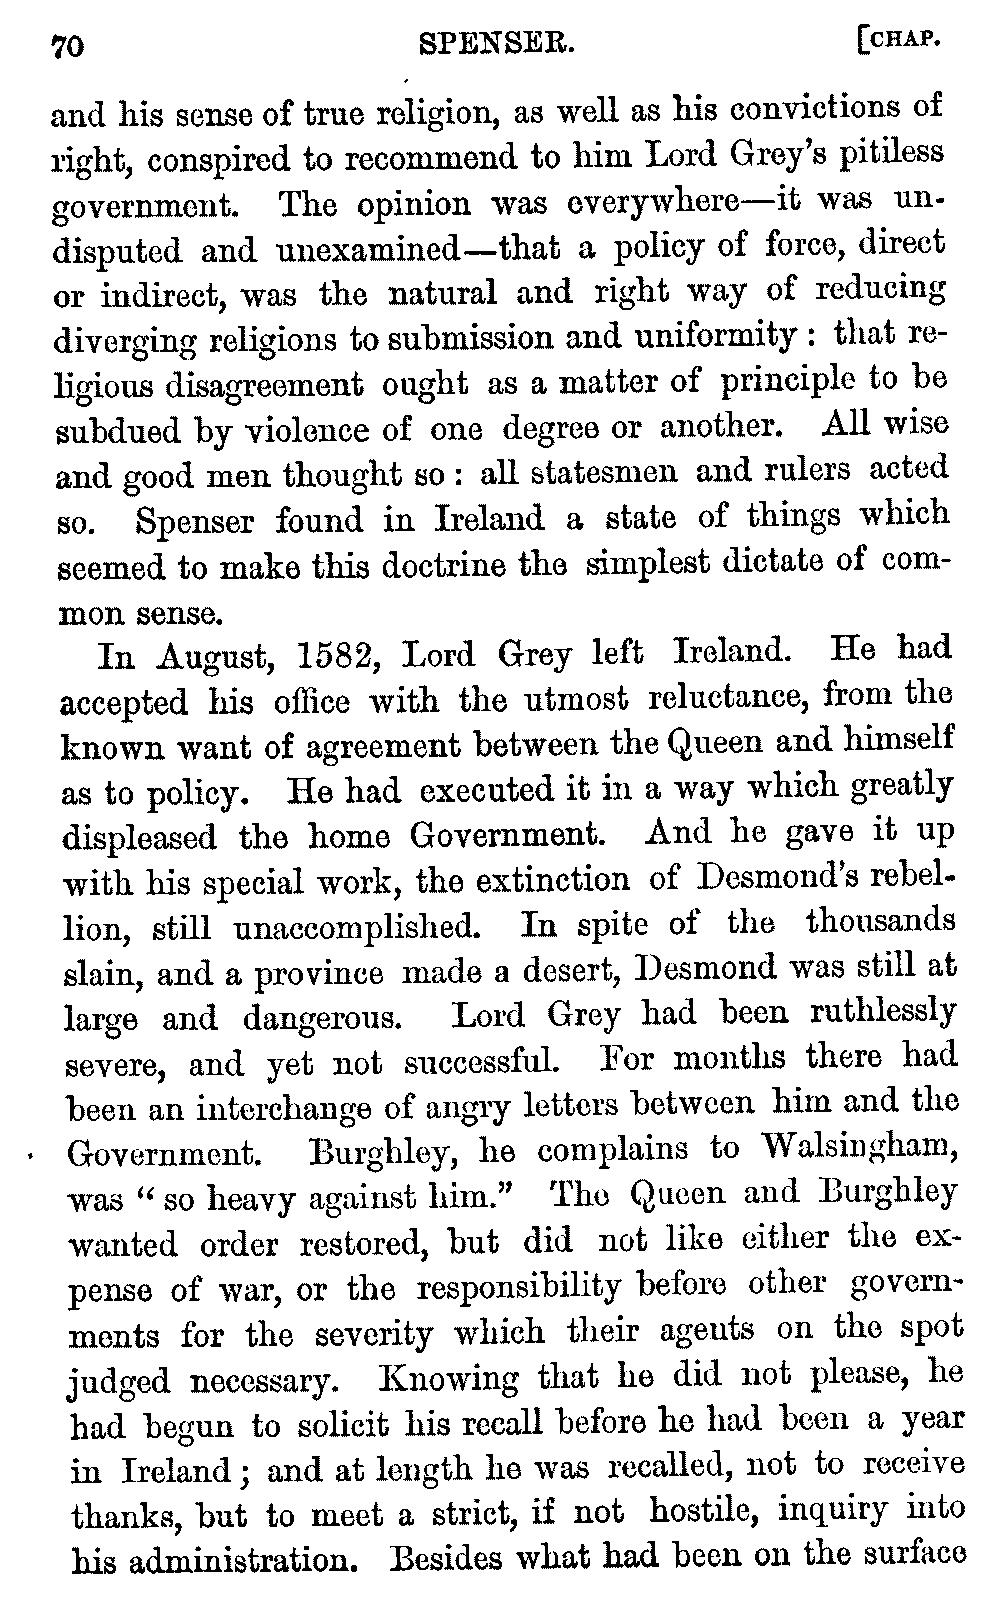 70 SPENSER. [CHAP.
and his sense of true religion, as well as his convictions of
right, conspired to recommend to him Lord Grey's pitiless
government. The opinion was everywhere—it was un-
disputed and unexamined—that a policy of force, direct
or indirect, was the natural and right way of reducing
diverging religions to submission and uniformity : that re-
ligious disagreement ought as a matter of principle to be
subdued by violence of one degree or another. All wise
and good men thought so : all statesmen and rulers acted
so. Spenser found in Ireland a state of things which
seemed to make this doctrine the simplest dictate of com-
mon sense.
In August, 1582, Lord Grey left Ireland. He had
accepted his office with the utmost reluctance, from the
known want of agreement between the Queen and himself
as to policy. He had executed it in a way which greatly
displeased the home Government. And he gave it up
with his special work, the extinction of Desmond's rebel-
lion, still unaccomplished. In spite of the thousands
slain, and a province made a desert, Desmond was still at
large and dangerous. Lord Grey had been ruthlessly
severe, and yet not successful. For months there had
been an interchange of angry letters between him and the
Government. Burghley, he complains to Walsingham,
was “ so heavy against him.” The Queen and Burghley
wanted order restored, but did not like either the ex-
pense of war, or the responsibility before other govern-
ments for the severity which their agents on the spot
judged necessary. Knowing that he did not please, he
had begun to solicit his recall before he had been a year
in Ireland ; and at length he was recalled, not to receive
thanks, but to meet a strict, if not hostile, inquiry into
his administration. Besides what had been on the surface